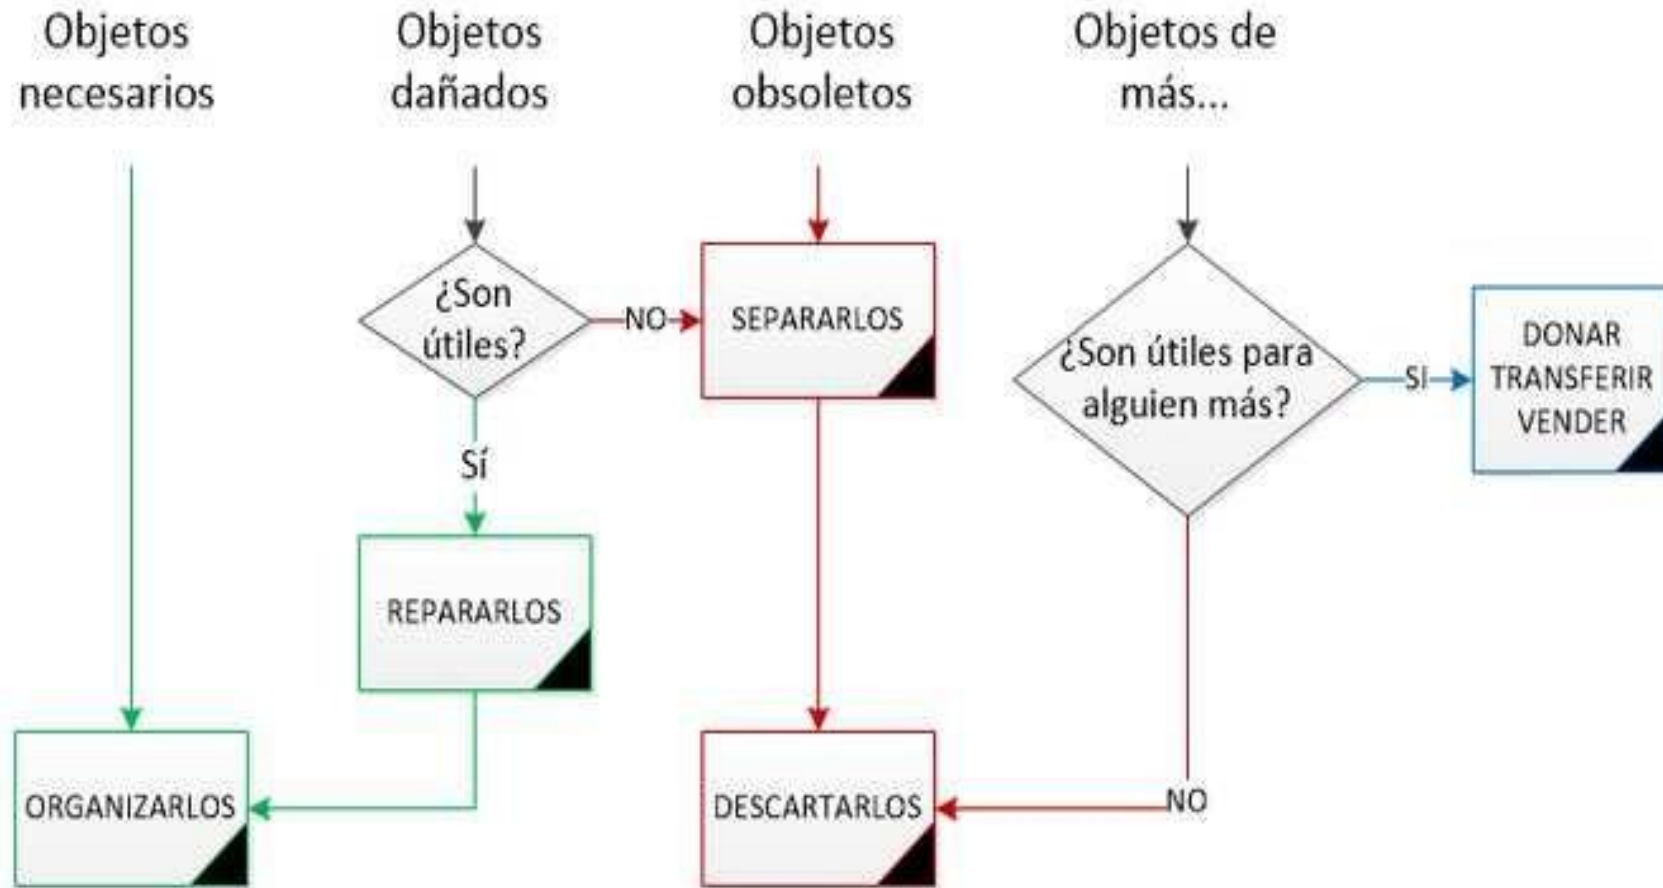 Objetos
necesarios
Objetos
dañados
Objetos
obsoletos
Objetos de
más...
¿Son
útiles?
NO
SEPARARLOS
¿Son útiles para
alguien más?
SI
DONAR
TRANSFERIR
VENDER
Sí
REPARARLOS
ORGANIZARLOS
DESCARTARLOS
NO